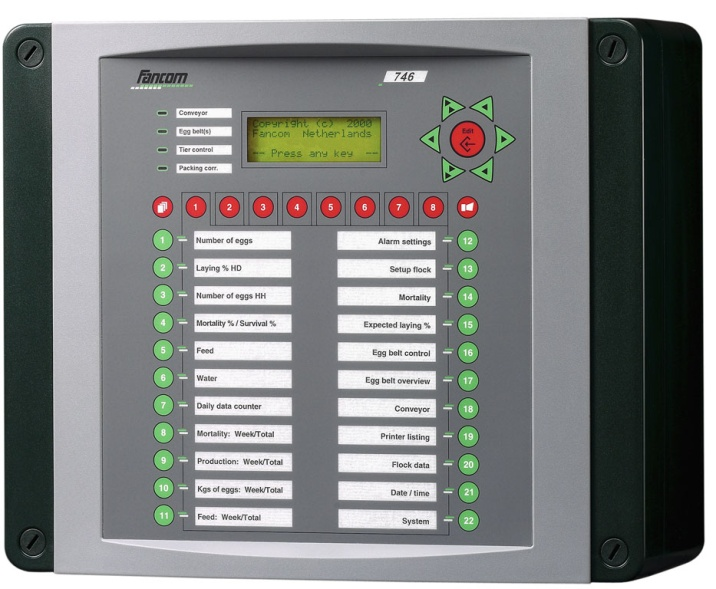 Fancom
746
Conveyor
Egg belt(s)
Tier control
Packing corr.
Copyright (c) 2000
Fancom Netherlands
-- Press any key --
Edit
1 2 3 4 5 6 7 8
1 Number of eggs
2 Laying % HD
3 Number of eggs HH
4 Mortality % / Survival %
5 Feed
6 Water
7 Daily data counter
8 Mortality: Week/Total
9 Production: Week/Total
10 Kgs of eggs: Week/Total
11 Feed: Week/Total
Alarm settings 12
Setup flock 13
Mortality 14
Expected laying % 15
Egg belt control 16
Egg belt overview 17
Conveyor 18
Printer listing 19
Flock data 20
Date / time 21
System 22